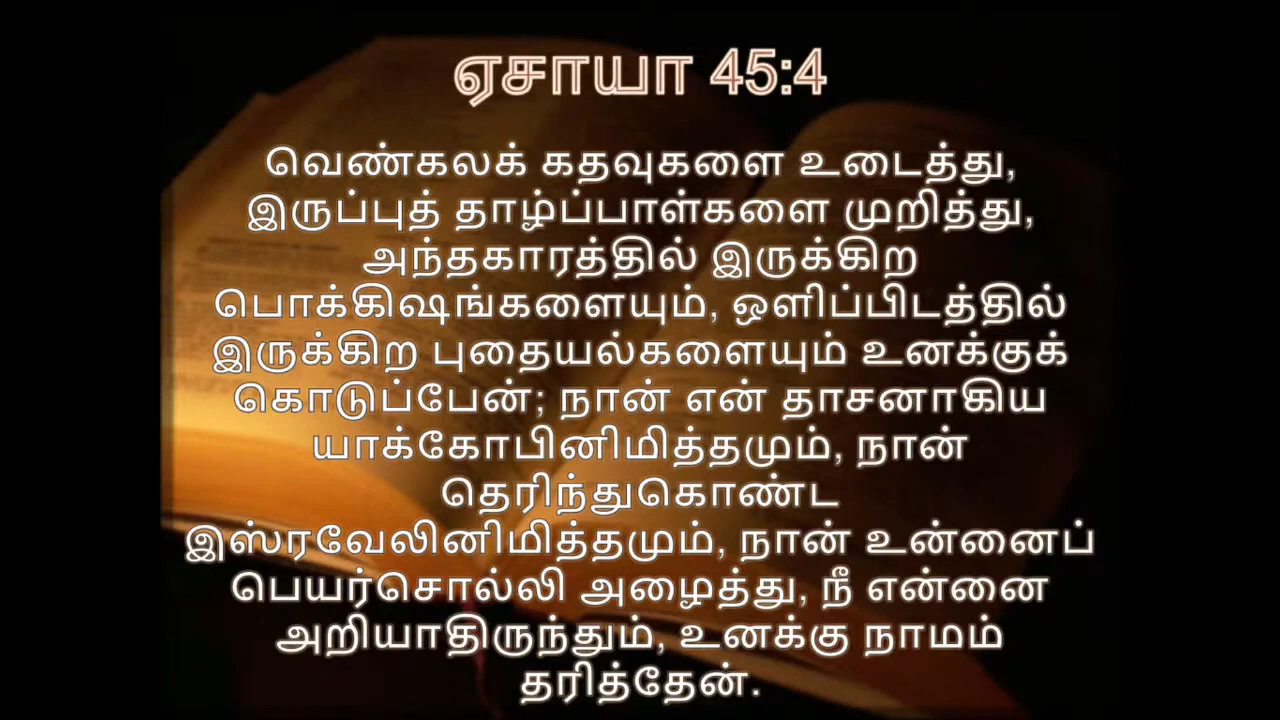 ஏசாயா 45:4
வெண்கலக் கதவுகளை உடைத்து,
இருப்புத் தாழ்ப்பாள்களை முறித்து,
அந்தகாரத்தில் இருக்கிற
பொக்கிஷங்களையும், ஒளிப்பிடத்தில்
இருக்கிற புதையல்களையும் உனக்குக்
கொடுப்பேன்; நான் என் தாசனாகிய
யாக்கோபினிமித்தமும், நான்
தெரிந்துகொண்ட
இஸ்ரவேலினிமித்தமும், நான் உன்னைப்
பெயர்சொல்லி அழைத்து, நீ என்னை
அறியாதிருந்தும், உனக்கு நாமம்
தரித்தேன்.